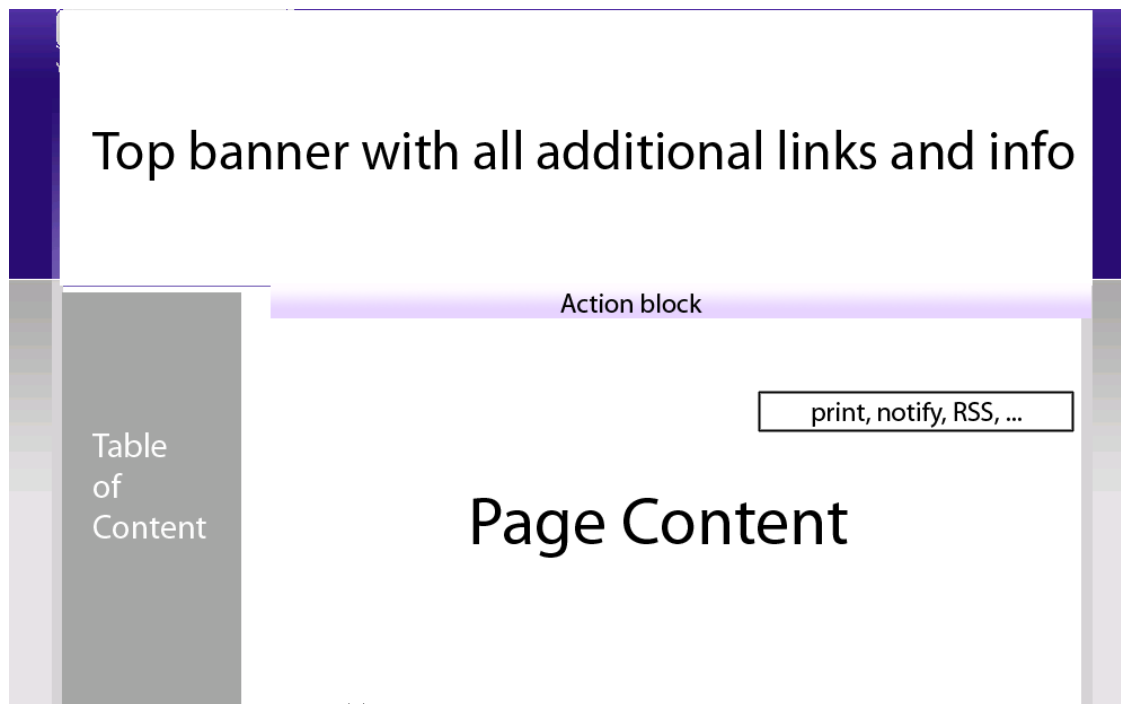 Top banner with all additional links and info
Action block
print, notify, RSS, ...
Table
of
Content
Page Content